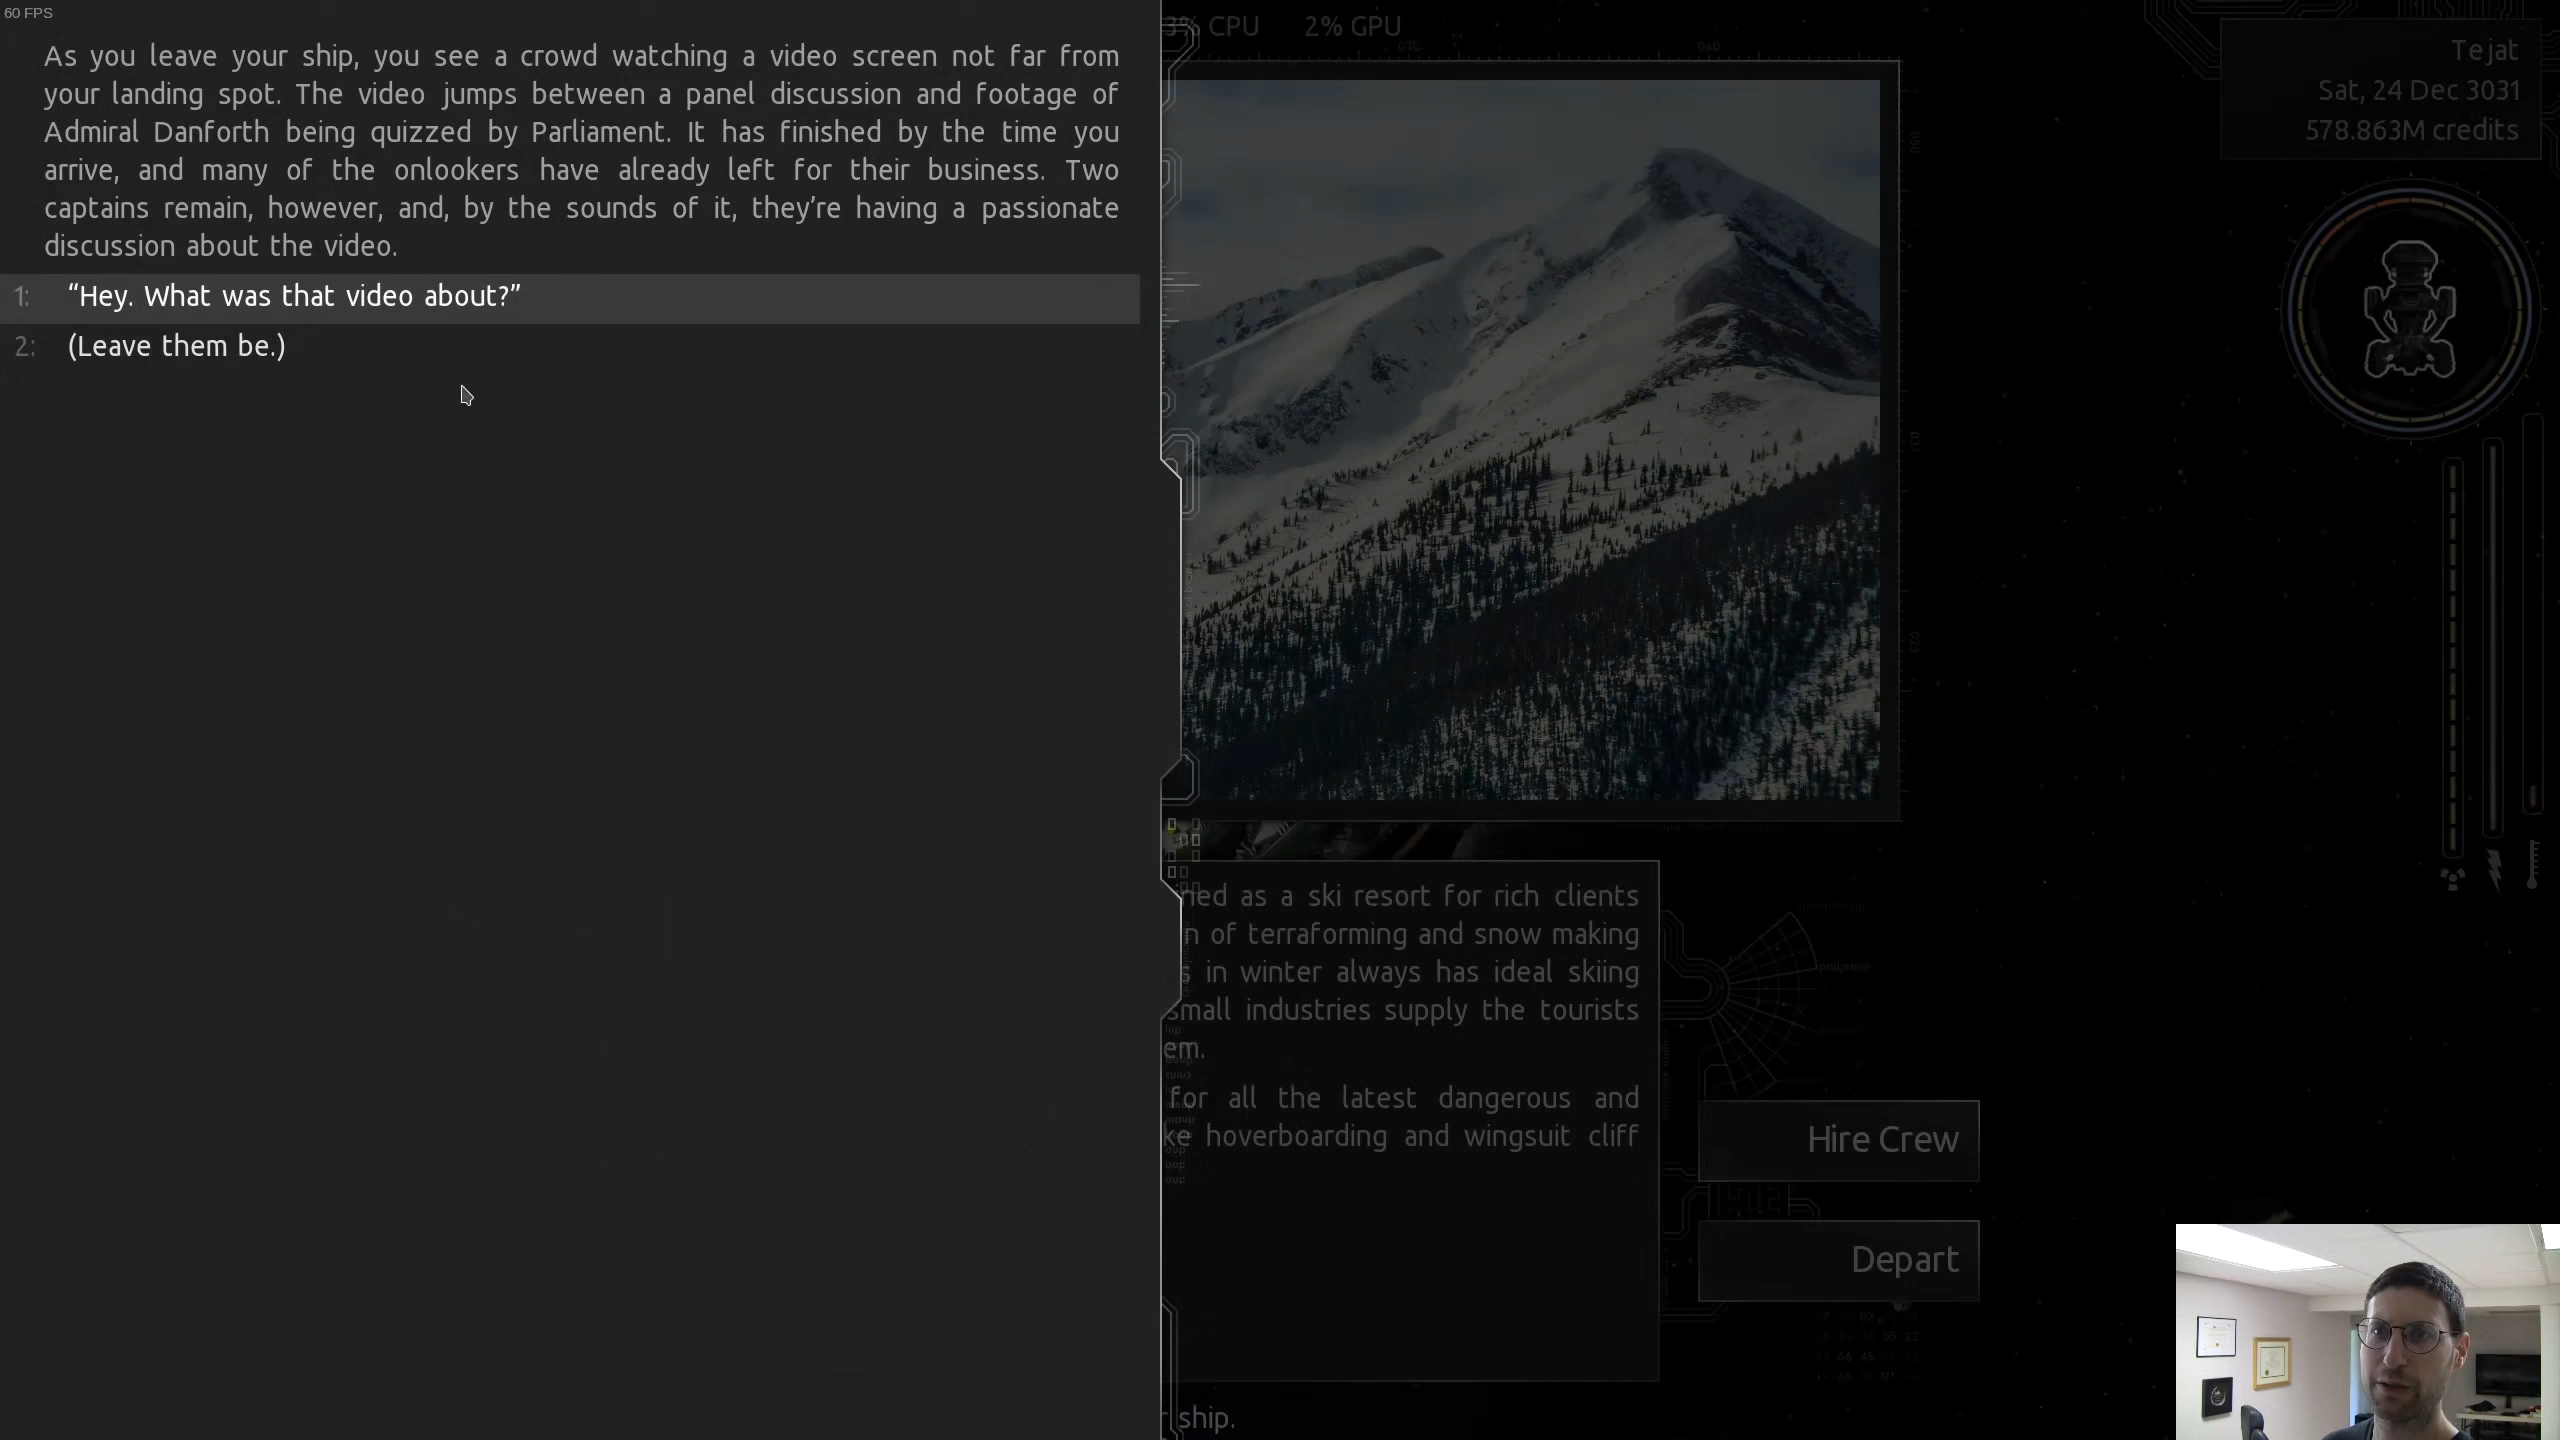 60 FPS
3% CPU 2% GPU
As you leave your ship, you see a crowd watching a video screen not far from
your landing spot. The video jumps between a panel discussion and footage of
Admiral Danforth being quizzed by Parliament. It has finished by the time you
arrive, and many of the onlookers have already left for their business. Two
captains remain, however, and, by the sounds of it, they’re having a passionate
discussion about the video.
1: “Hey. What was that video about?”
2: (Leave them be.)
Tejat
Sat, 24 Dec 3031
578.863M credits
as a ski resort for rich clients
of terraforming and snow making
in winter always has ideal skiing
small industries supply the tourists
em.
for all the latest dangerous and
hoverboarding and wingsuit cliff
Hire Crew
Depart
ship.